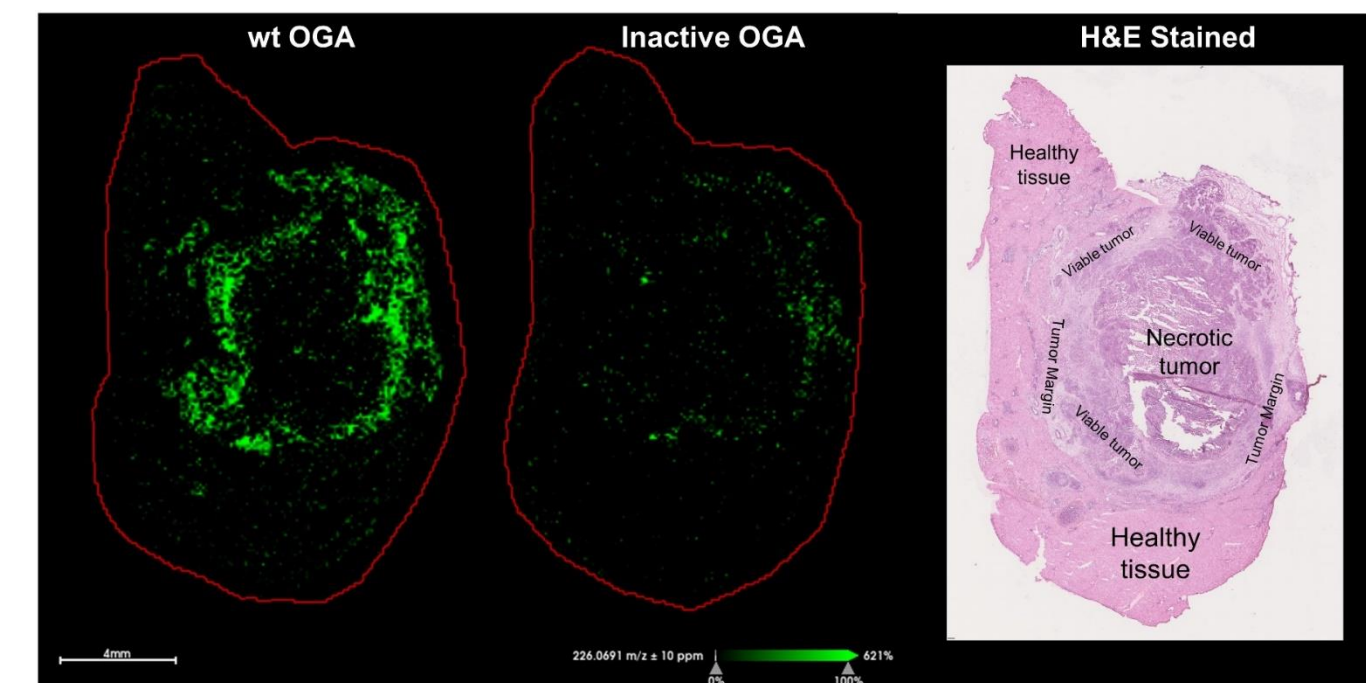 wt OGA
Inactive OGA
H&E Stained
Healthy
tissue
Viable tumor
Viable tumor
Necrotic
tumor
Tumor Margin
Tumor Margin
Viable tumor
Healthy
tissue
4mm
226.0691 m/z ± 10 ppm
621%
0%
100%